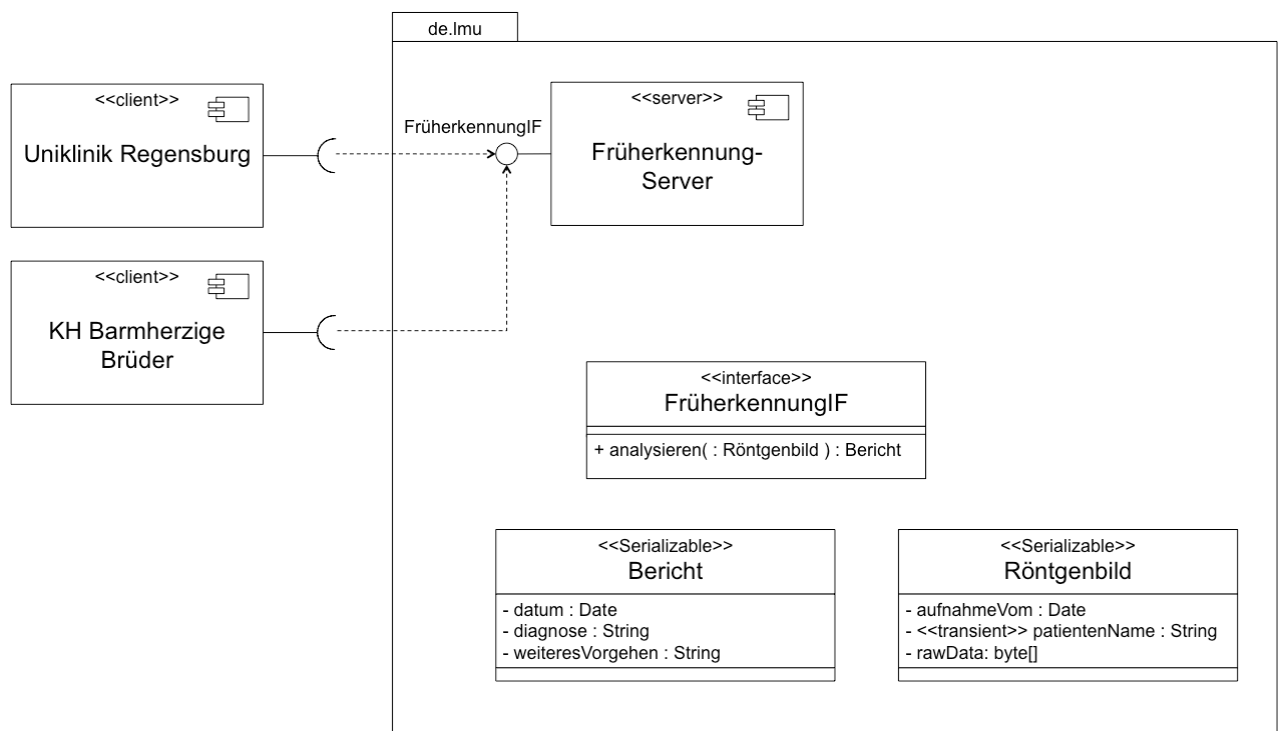 de.lmu
<<client>>
Uniklinik Regensburg
FrüherkennungIF
<<server>>
Früherkennung-
Server
<<client>>
KH Barmherzige
Brüder
<<interface>>
FrüherkennungIF
+ analysieren( : Röntgenbild ) : Bericht
<<Serializable>>
Bericht
- datum : Date
- diagnose : String
- weiteresVorgehen : String
<<Serializable>>
Röntgenbild
- aufnahmeVom : Date
- <<transient>> patientenName : String
- rawData: byte[]